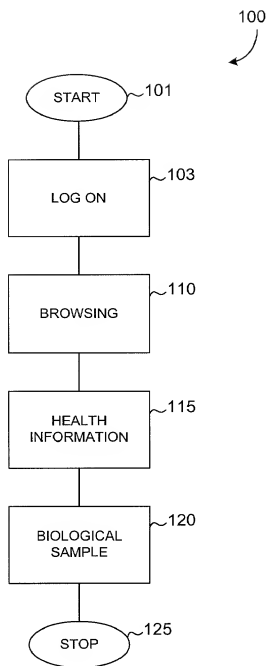 100
START
101
LOG ON
103
BROWSING
110
HEALTH
INFORMATION
115
BIOLOGICAL
SAMPLE
120
STOP
125